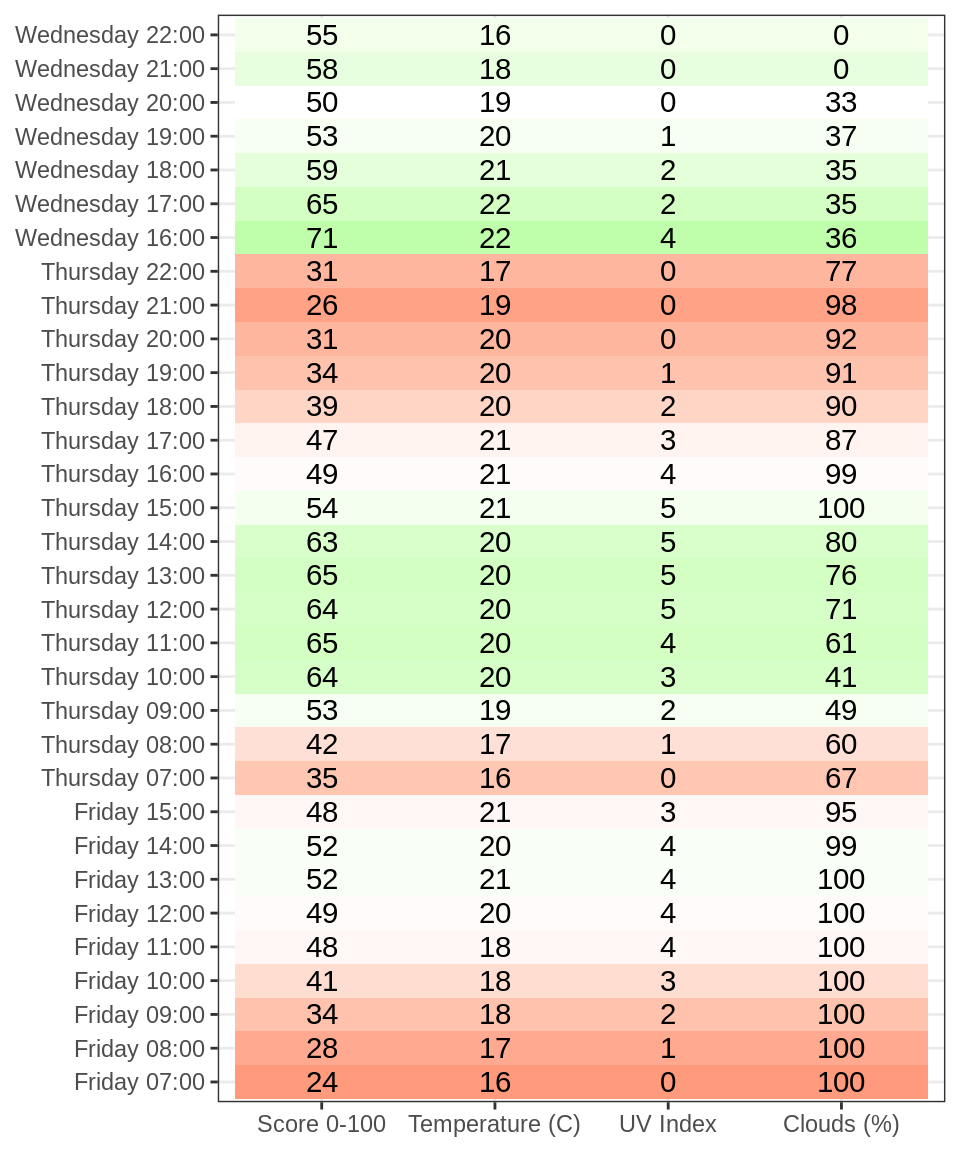 Wednesday 22:00 55 16 0 0
Wednesday 21:00 58 18 0 0
Wednesday 20:00 50 19 0 33
Wednesday 19:00 53 20 1 37
Wednesday 18:00 59 21 2 35
Wednesday 17:00 65 22 2 35
Wednesday 16:00 71 22 4 36
Thursday 22:00 31 17 0 77
Thursday 21:00 26 19 0 98
Thursday 20:00 31 20 0 92
Thursday 19:00 34 20 1 91
Thursday 18:00 39 20 2 90
Thursday 17:00 47 21 3 87
Thursday 16:00 49 21 4 99
Thursday 15:00 54 21 5 100
Thursday 14:00 63 20 5 80
Thursday 13:00 65 20 5 76
Thursday 12:00 64 20 5 71
Thursday 11:00 65 20 4 61
Thursday 10:00 64 20 3 41
Thursday 09:00 53 19 2 49
Thursday 08:00 42 17 1 60
Thursday 07:00 35 16 0 67
Friday 15:00 48 21 3 95
Friday 14:00 52 20 4 99
Friday 13:00 52 21 4 100
Friday 12:00 49 20 4 100
Friday 11:00 48 18 4 100
Friday 10:00 41 18 3 100
Friday 09:00 34 18 2 100
Friday 08:00 28 17 1 100
Friday 07:00 24 16 0 100
Score 0-100 Temperature (C) UV Index Clouds (%)